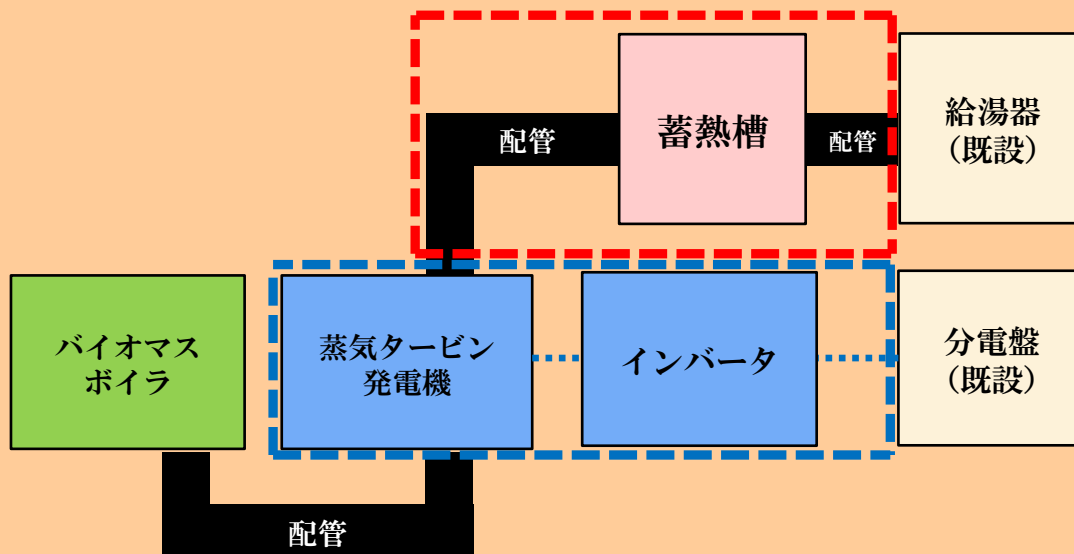 配管
蓄熱槽
配管
給湯器
（既設）
バイオマス
ボイラ
蒸気タービン
発電機
インバータ
分電盤
（既設）
配管